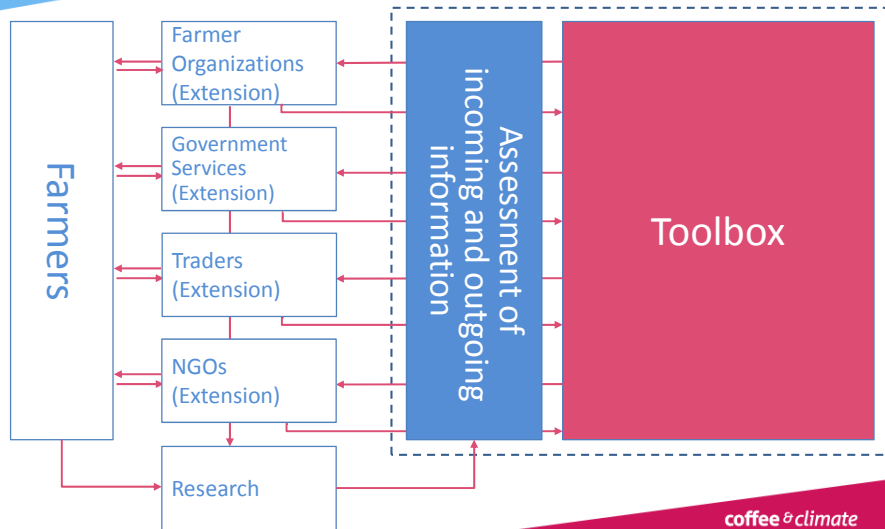 Farmers
Farmer
Organizations
(Extension)
Government
Services
(Extension)
Traders
(Extension)
NGOs
(Extension)
Research
Assessment of
incoming and outgoing
information
Toolbox
coffee & climate